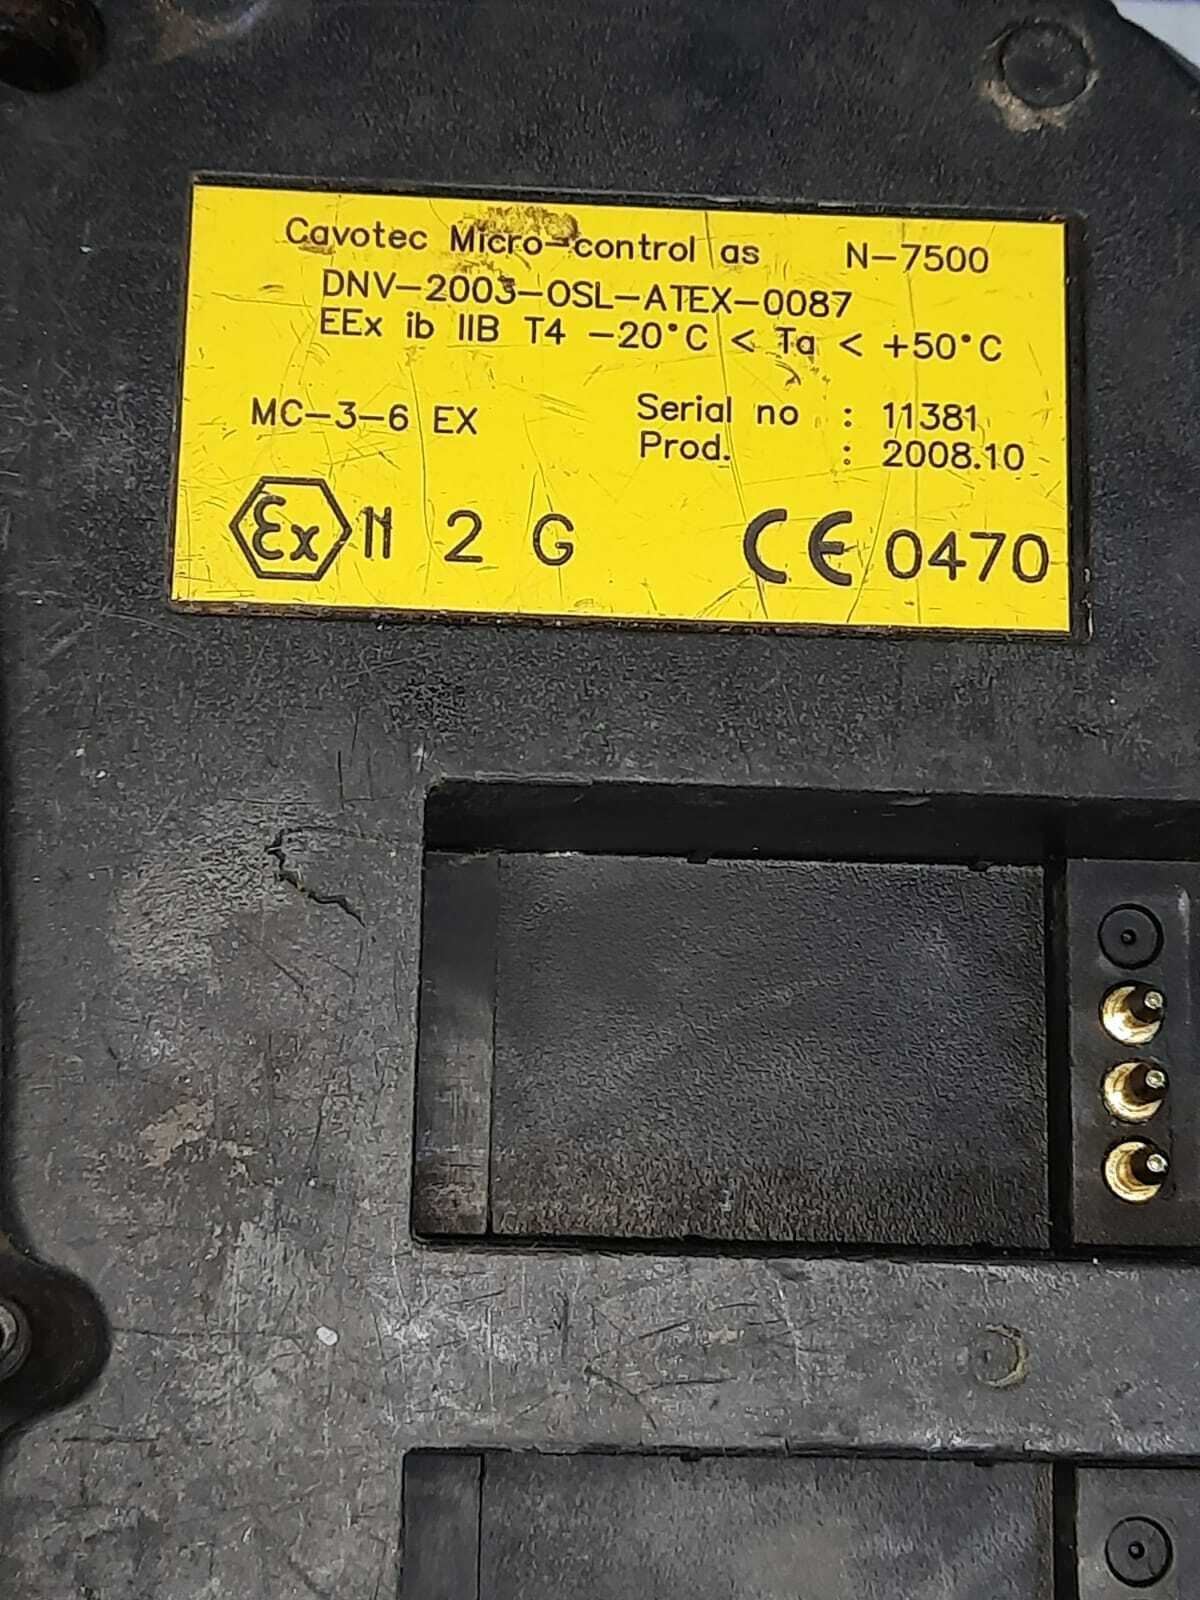 Cavotec Micro-control as N-7500
DNV-2003-OSL-ATEX-0087
EEx ib IIB T4 -20°C < Ta < +50°C
MC-3-6 EX
Serial no : 11381
Prod. : 2008.10
Ex II 2 G
CE 0470